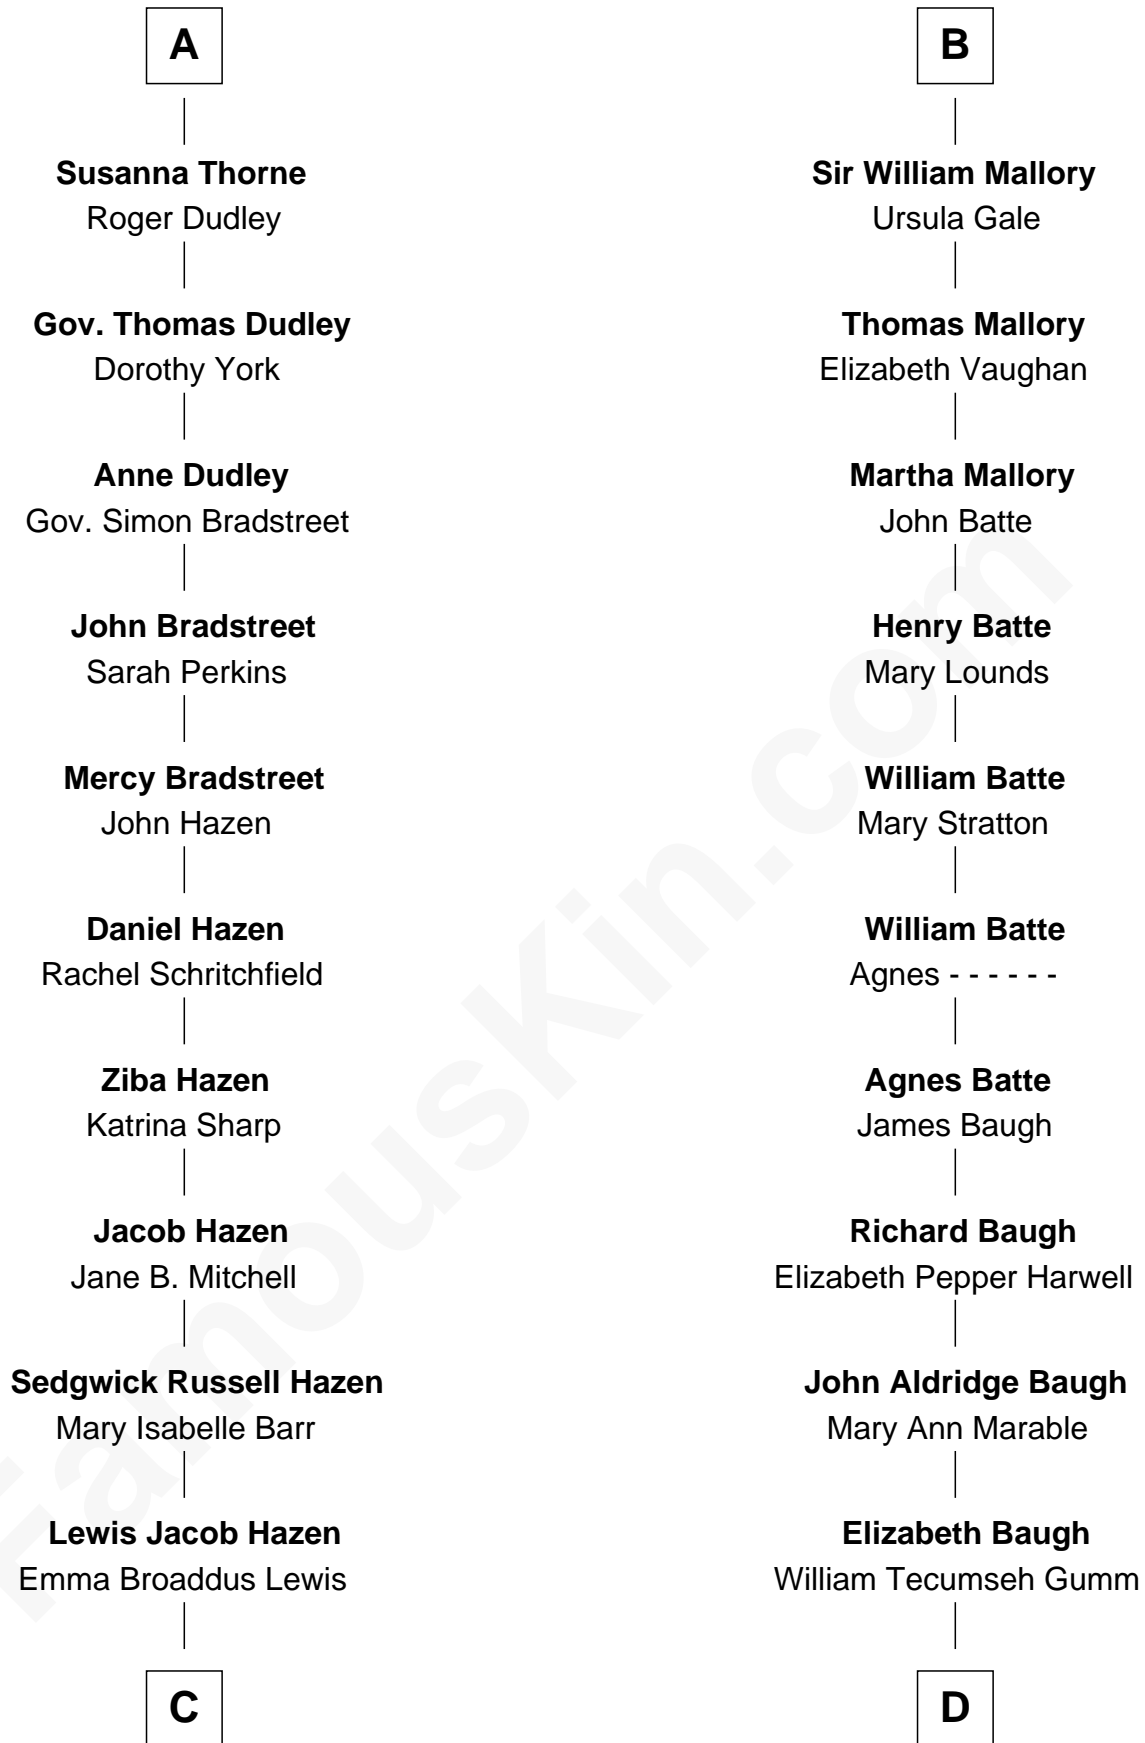 A
Susanna Thorne
Roger Dudley
Gov. Thomas Dudley
Dorothy York
Anne Dudley
Gov. Simon Bradstreet
John Bradstreet
Sarah Perkins
Mercy Bradstreet
John Hazen
Daniel Hazen
Rachel Schritchfield
Ziba Hazen
Katrina Sharp
Jacob Hazen
Jane B. Mitchell
Sedgwick Russell Hazen
Mary Isabelle Barr
Lewis Jacob Hazen
Emma Broaddus Lewis
C
B
Sir William Mallory
Ursula Gale
Thomas Mallory
Elizabeth Vaughan
Martha Mallory
John Batte
Henry Batte
Mary Lounds
William Batte
Mary Stratton
William Batte
Agnes - - - - - -
Agnes Batte
James Baugh
Richard Baugh
Elizabeth Pepper Harwell
John Aldridge Baugh
Mary Ann Marable
Elizabeth Baugh
William Tecumseh Gumm
D
FamousKin.com